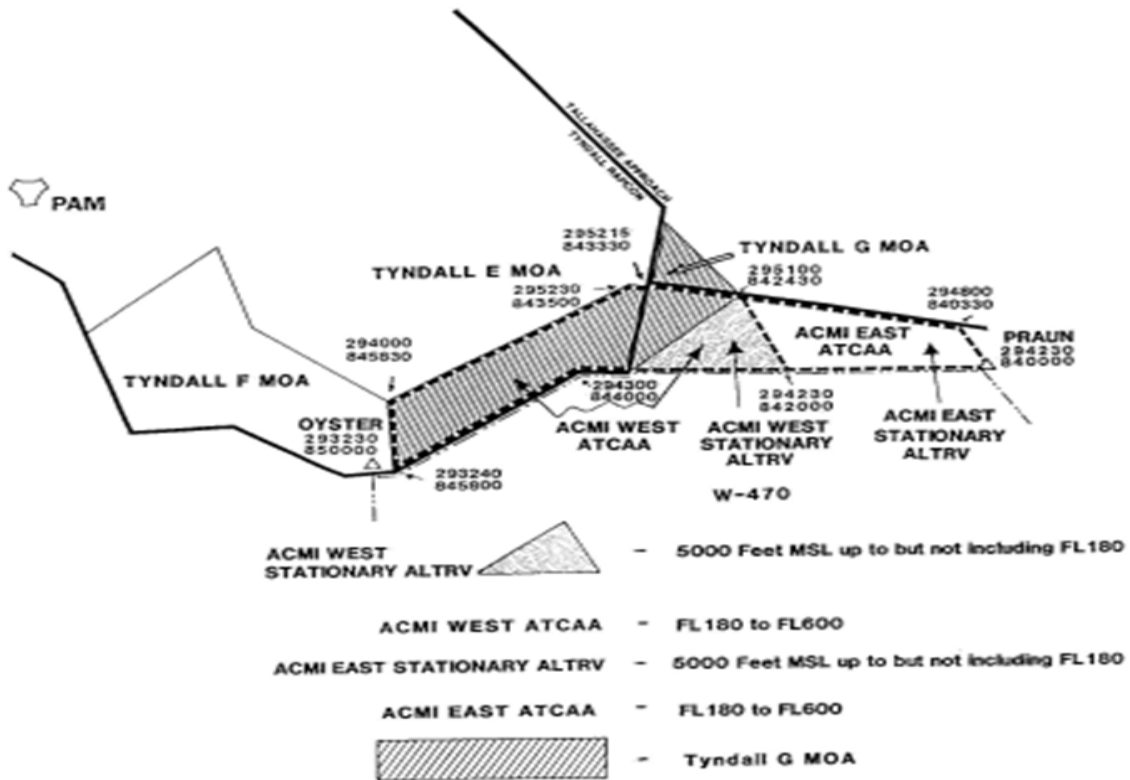 TALLAHASSEE APPROACH
TYNDALL RAPCON
PAM
295215
843330
TYNDALL G MOA
TYNDALL E MOA
295230
843500
295100
842430
294800
840330
PRAUN
294230
840000
ACMI EAST
ATCAA
294000
845830
TYNDALL F MOA
OYSTER
293230
850000
294300
844000
294230
842000
ACMI WEST
ATCAA
ACMI WEST
STATIONARY
ALTRV
ACMI EAST
STATIONARY
ALTRV
293240
845800
W-470
ACMI WEST
STATIONARY ALTRV - 5000 Feet MSL up to but not including FL180
ACMI WEST ATCAA - FL180 to FL600
ACMI EAST STATIONARY ALTRV - 5000 Feet MSL up to but not including FL180
ACMI EAST ATCAA - FL180 to FL600
- Tyndall G MOA